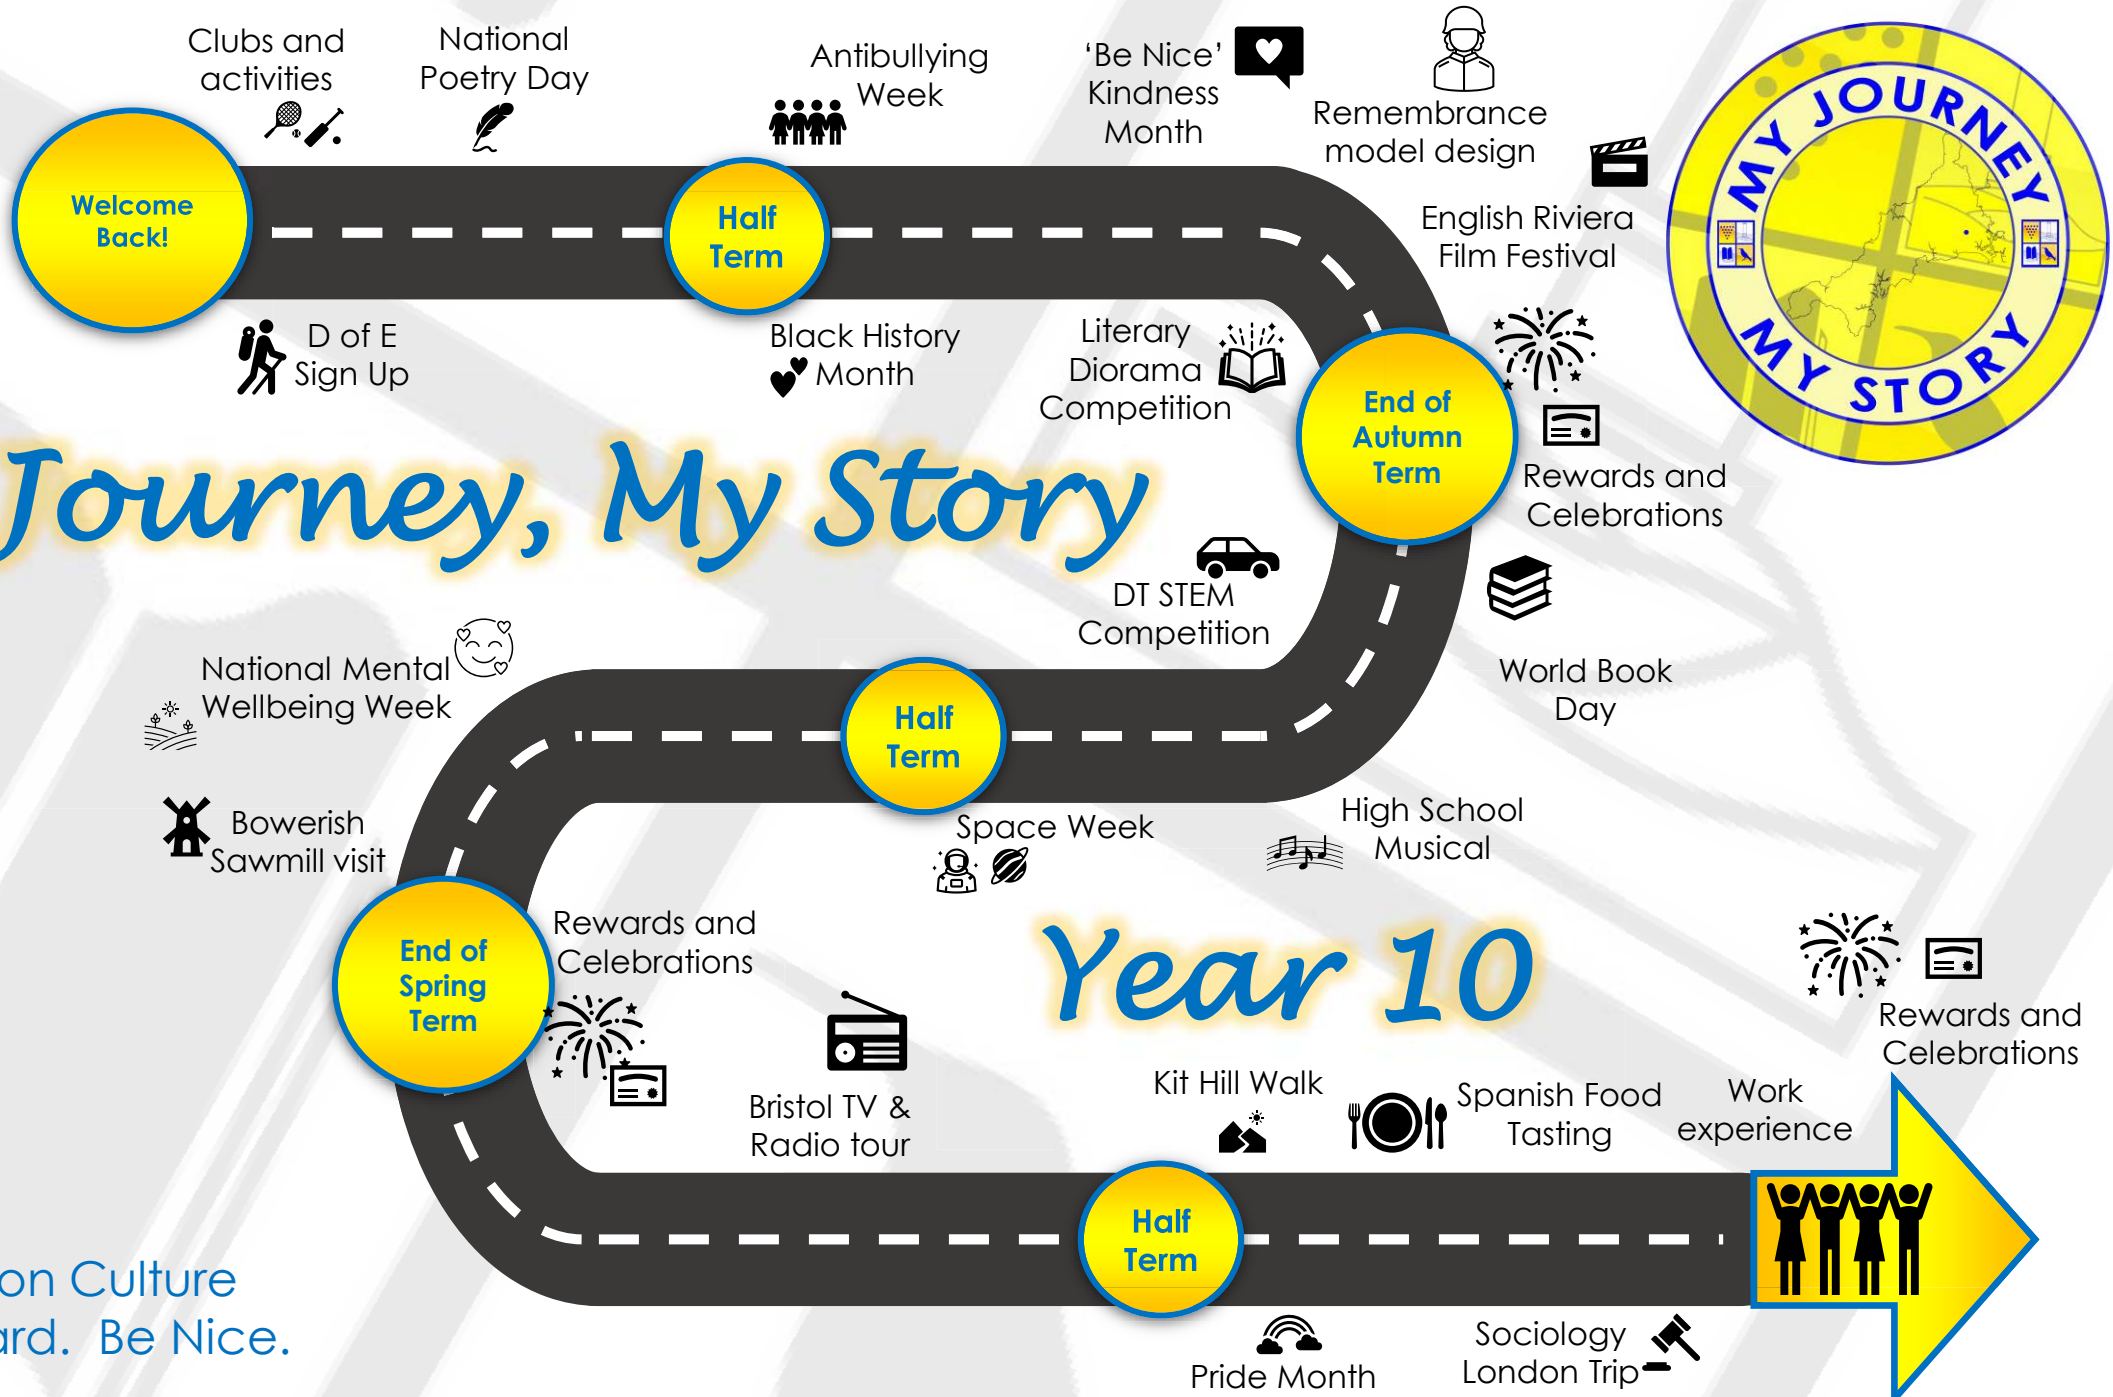 Clubs and
activities
National
Poetry Day
Antibullying
Week
‘Be Nice’
Kindness
Month
Remembrance
model design
English Riviera
Film Festival
MY JOURNEY
MY STORY
Welcome
Back!
Half
Term
D of E
Sign Up
Black History
Month
Literary
Diorama
Competition
End of
Autumn
Term
Rewards and
Celebrations
Journey, My Story
DT STEM
Competition
World Book
Day
National Mental
Wellbeing Week
Half
Term
Bowerish
Sawmill visit
Space Week
High School
Musical
End of
Spring
Term
Rewards and
Celebrations
Year 10
Bristol TV &
Radio tour
Kit Hill Walk
Spanish Food
Tasting
Work
experience
Rewards and
Celebrations
Half
Term
on Culture
ard. Be Nice.
Pride Month
Sociology
London Trip